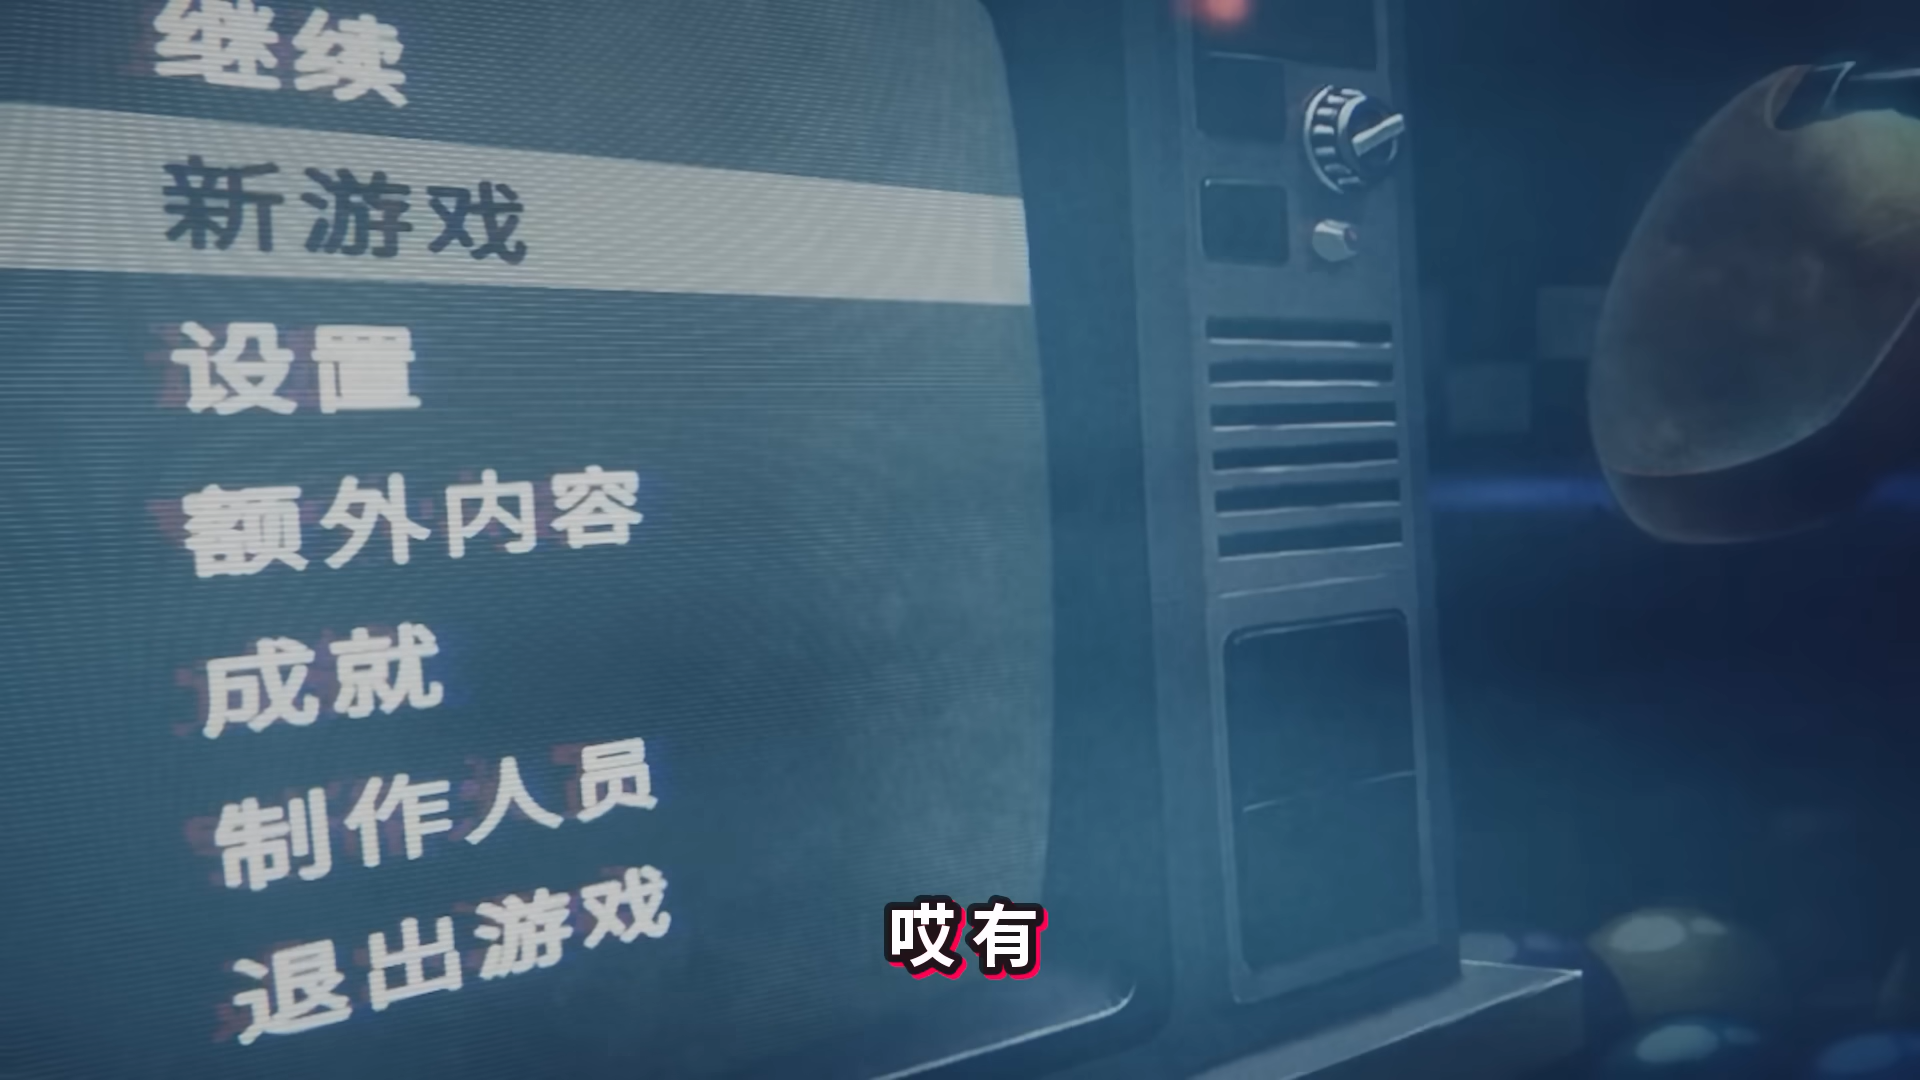 继续
新游戏
设置
额外内容
成就
制作人员
退出游戏
哎有